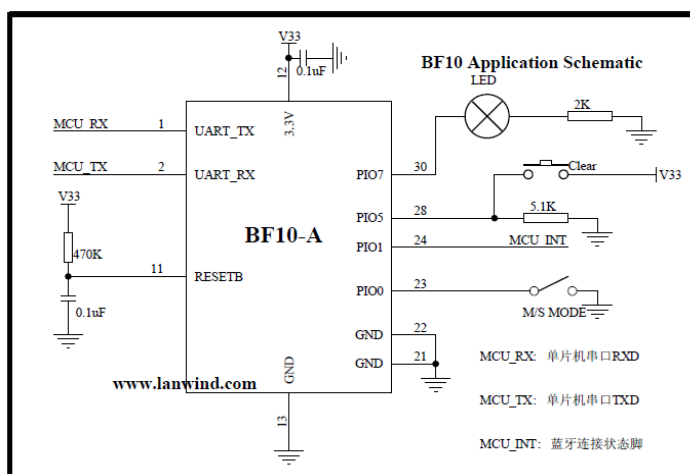 V33
0.1uF
BF10 Application Schematic
LED
12
3.3V
2K
MCU_RX
1
UART_TX
MCU_TX
2
UART_RX
PIO7
30
Clear
V33
V33
PIO5
28
5.1K
BF10-A
PIO1
24
MCU_INT
470K
11
RESETB
PIO0
23
0.1uF
M/S MODE
GND
22
GND
21
MCU_RX: 单片机串口RXD
www.lanwind.com
GND
MCU_TX: 单片机串口TXD
13
MCU_INT: 蓝牙连接状态脚